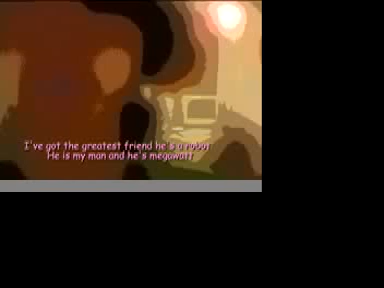 I've got the greatest friend he's a robot
He is my man and he's megawatt